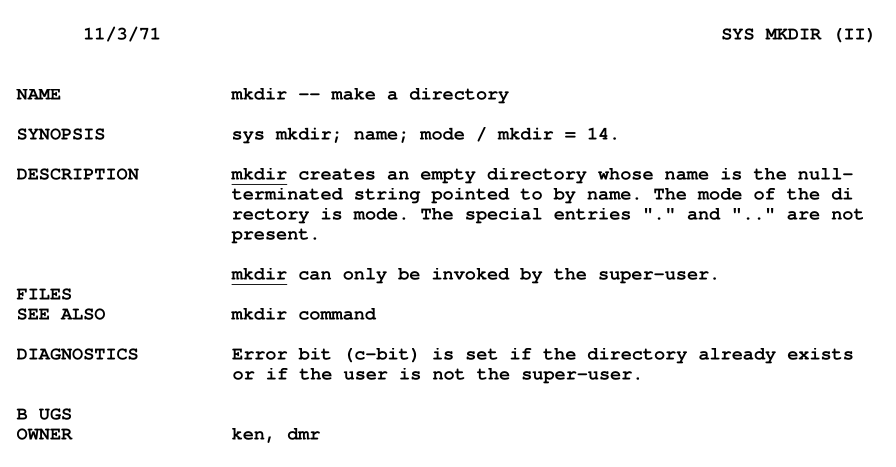 11/3/71 SYS MKDIR (II)
NAME mkdir -- make a directory
SYNOPSIS sys mkdir; name; mode / mkdir = 14.
DESCRIPTION mkdir creates an empty directory whose name is the null-
terminated string pointed to by name. The mode of the di
rectory is mode. The special entries "." and ".." are not
present.
mkdir can only be invoked by the super-user.
FILES
SEE ALSO mkdir command
DIAGNOSTICS Error bit (c-bit) is set if the directory already exists
or if the user is not the super-user.
B UGS
OWNER ken, dmr